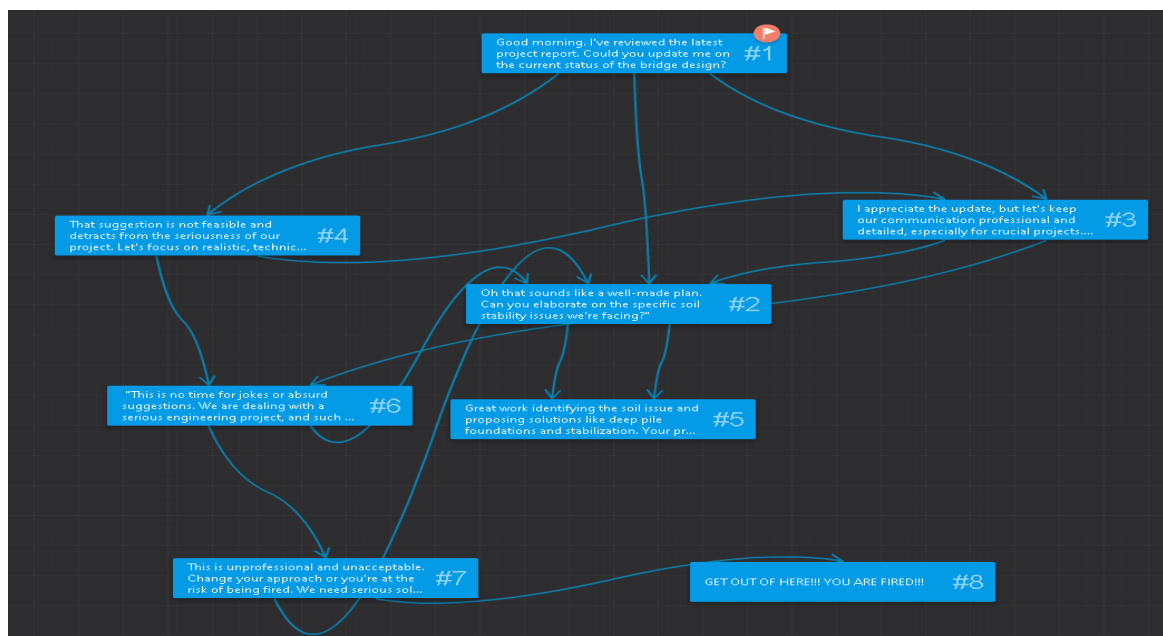 Good morning. I've reviewed the latest
project report. Could you update me on
the current status of the bridge design?
#1
That suggestion is not feasible and
detracts from the seriousness of our
project. Let's focus on realistic, technic...
#4
I appreciate the update, but let's keep
our communication professional and
detailed, especially for crucial projects....
#3
Oh that sounds like a well-made plan.
Can you elaborate on the specific soil
stability issues we're facing?"
#2
"This is no time for jokes or absurd
suggestions. We are dealing with a
serious engineering project, and such ...
#6
Great work identifying the soil issue and
proposing solutions like deep pile
foundations and stabilization. Your pr...
#5
This is unprofessional and unacceptable.
Change your approach or you're at the
risk of being fired. We need serious sol...
#7
GET OUT OF HERE!!! YOU ARE FIRED!!!
#8